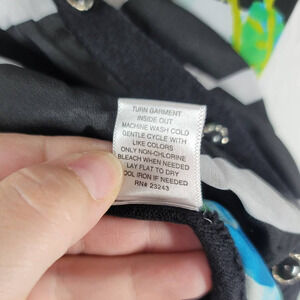 TURN GARMENT
INSIDE OUT
MACHINE WASH COLD
GENTLE CYCLE WITH
LIKE COLORS
ONLY NON-CHLORINE
BLEACH WHEN NEEDED
LAY FLAT TO DRY
OOL IRON IF NEEDED
RN# 23243